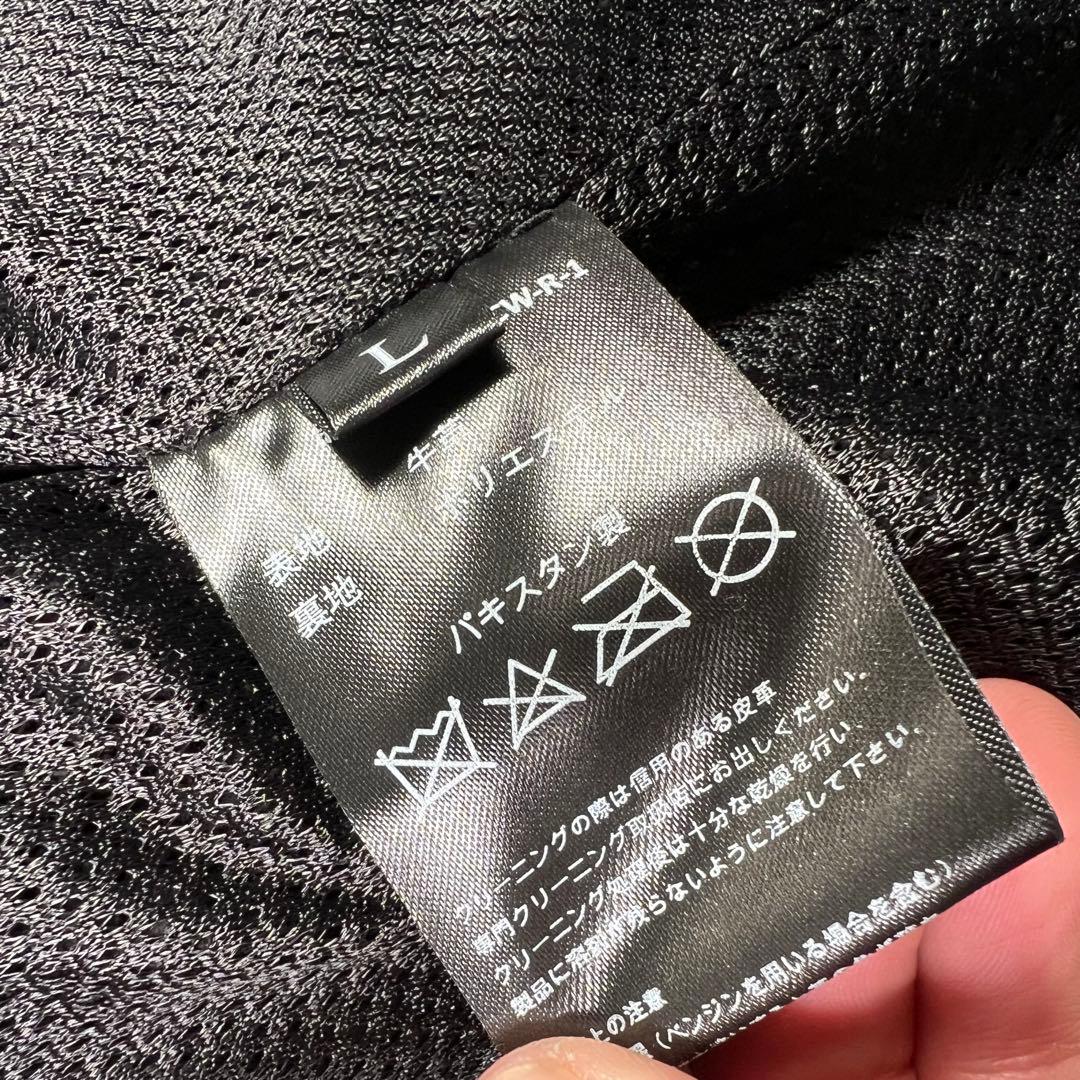 L
W-R-1
表地 牛
裏地 ポリエス
パキスタン製
クリーニングの際は信用のある皮革
専門クリーニング取扱店にお出しください。
クリーニング処理後は十分な乾燥を行い、
製品に溶剤が残らないように注意して下さい。
上の注意
（ベンジンを用いる場合を含む）